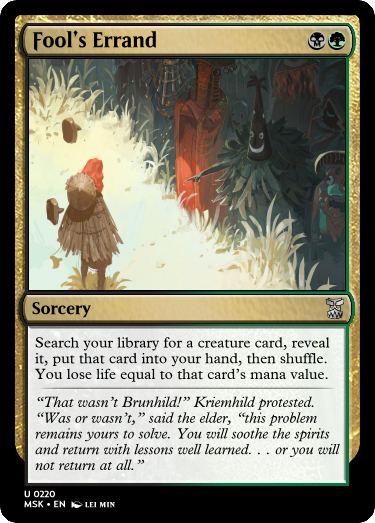 Fool's Errand
Sorcery
Search your library for a creature card, reveal
it, put that card into your hand, then shuffle.
You lose life equal to that card's mana value.
“That wasn't Brunhild!” Kriemhild protested.
“Was or wasn't,” said the elder, “this problem
remains yours to solve. You will soothe the spirits
and return with lessons well learned. . . or you will
not return at all.”
U 0220
MSK • EN LEI MIN